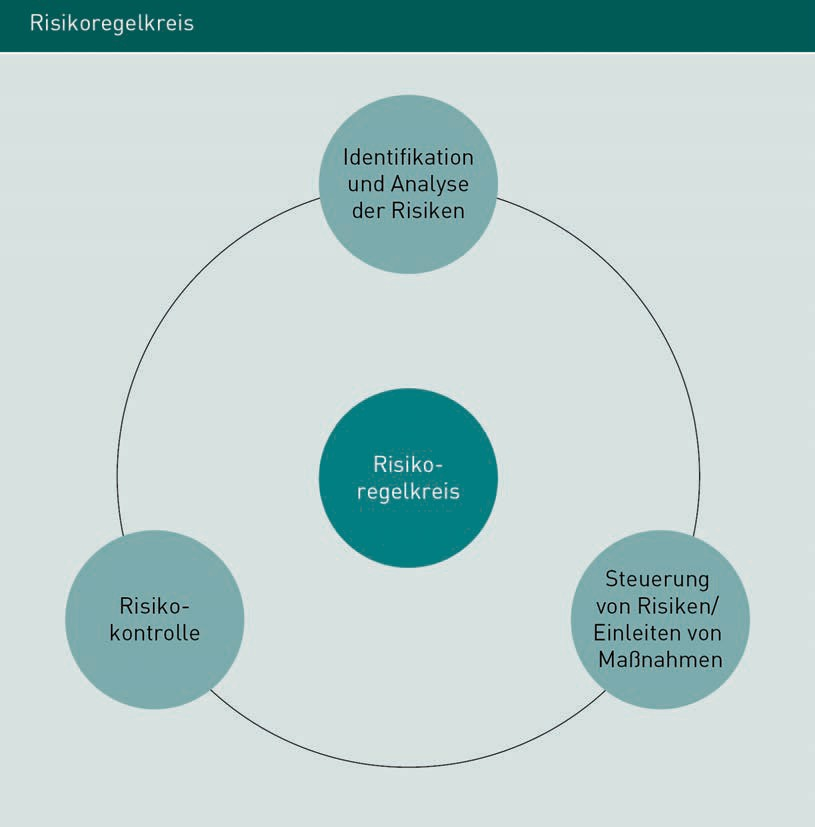 Risikoregelkreis
Identifikation
und Analyse
der Risiken
Risiko-
regelkreis
Risiko-
kontrolle
Steuerung
von Risiken/
Einleiten von
Maßnahmen